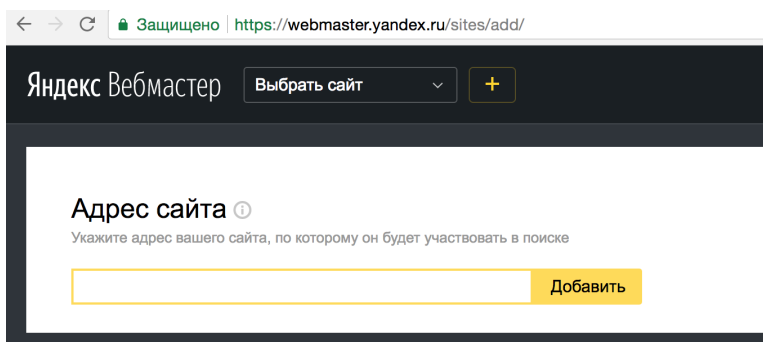 Защищено https://webmaster.yandex.ru/sites/add/
Яндекс Вебмастер Выбрать сайт +
Адрес сайта
Укажите адрес вашего сайта, по которому он будет участвовать в поиске
Добавить